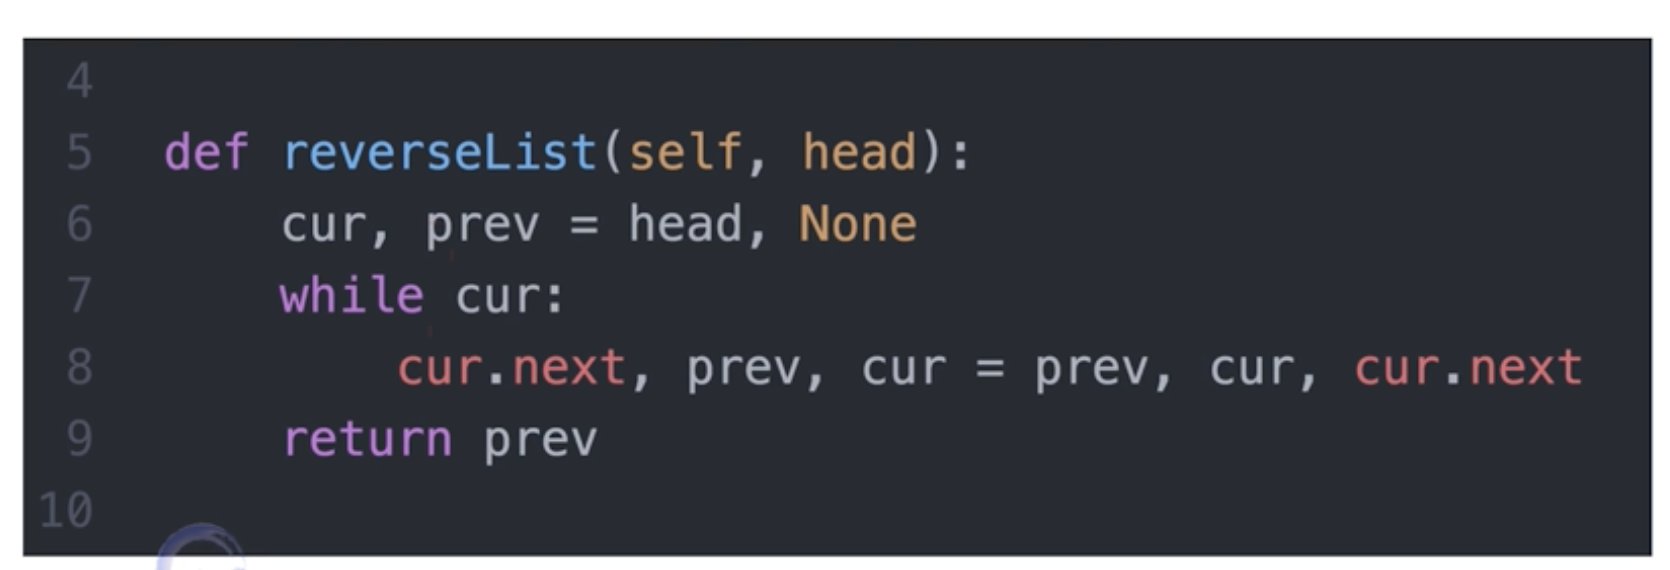 4
5 def reverseList(self, head):
6 cur, prev = head, None
7 while cur:
8 cur.next, prev, cur = prev, cur, cur.next
9 return prev
10